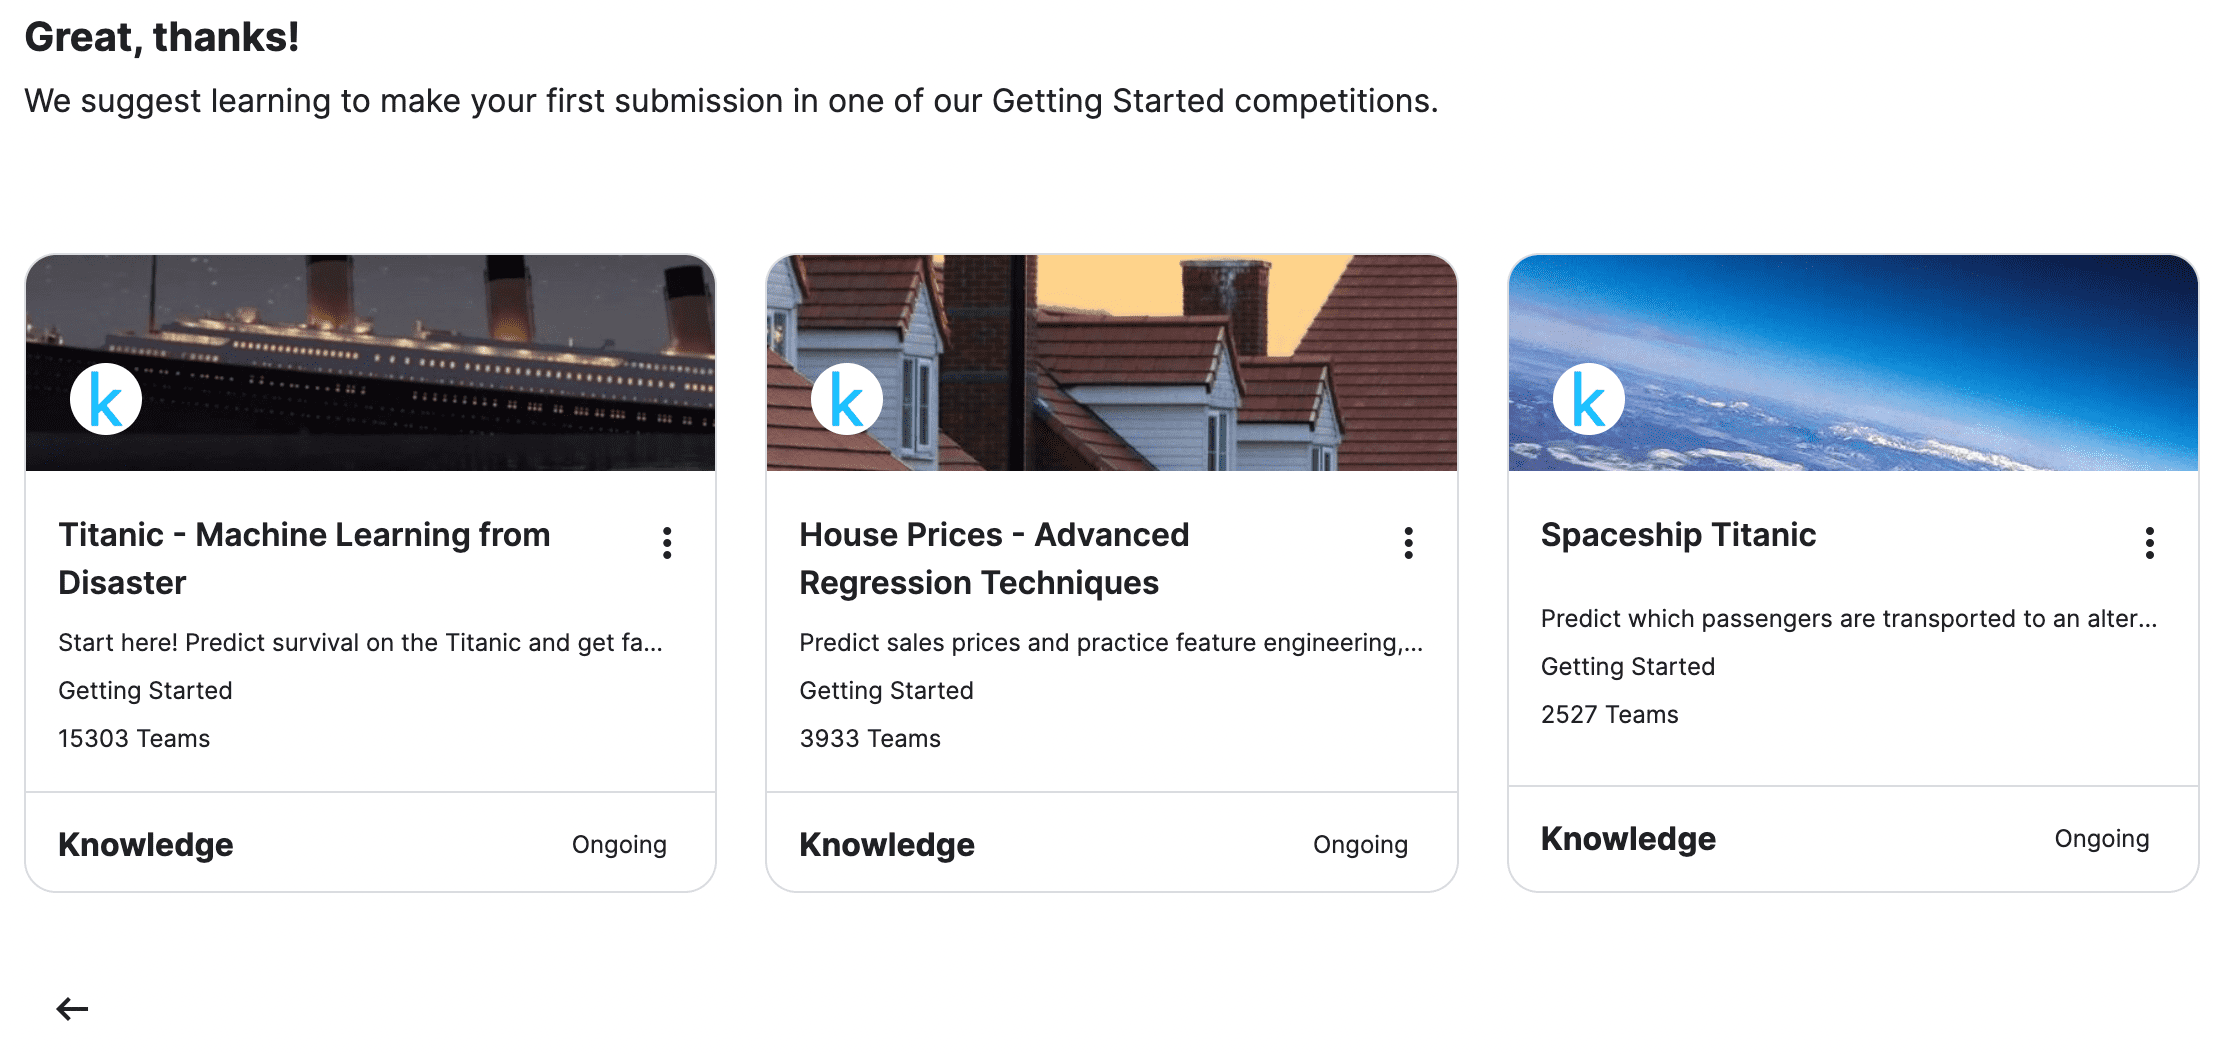 Great, thanks!
We suggest learning to make your first submission in one of our Getting Started competitions.
k
Titanic - Machine Learning from
Disaster
Start here! Predict survival on the Titanic and get fa...
Getting Started
15303 Teams
Knowledge
Ongoing
k
House Prices - Advanced
Regression Techniques
Predict sales prices and practice feature engineering,...
Getting Started
3933 Teams
Knowledge
Ongoing
k
Spaceship Titanic
Predict which passengers are transported to an alter...
Getting Started
2527 Teams
Knowledge
Ongoing